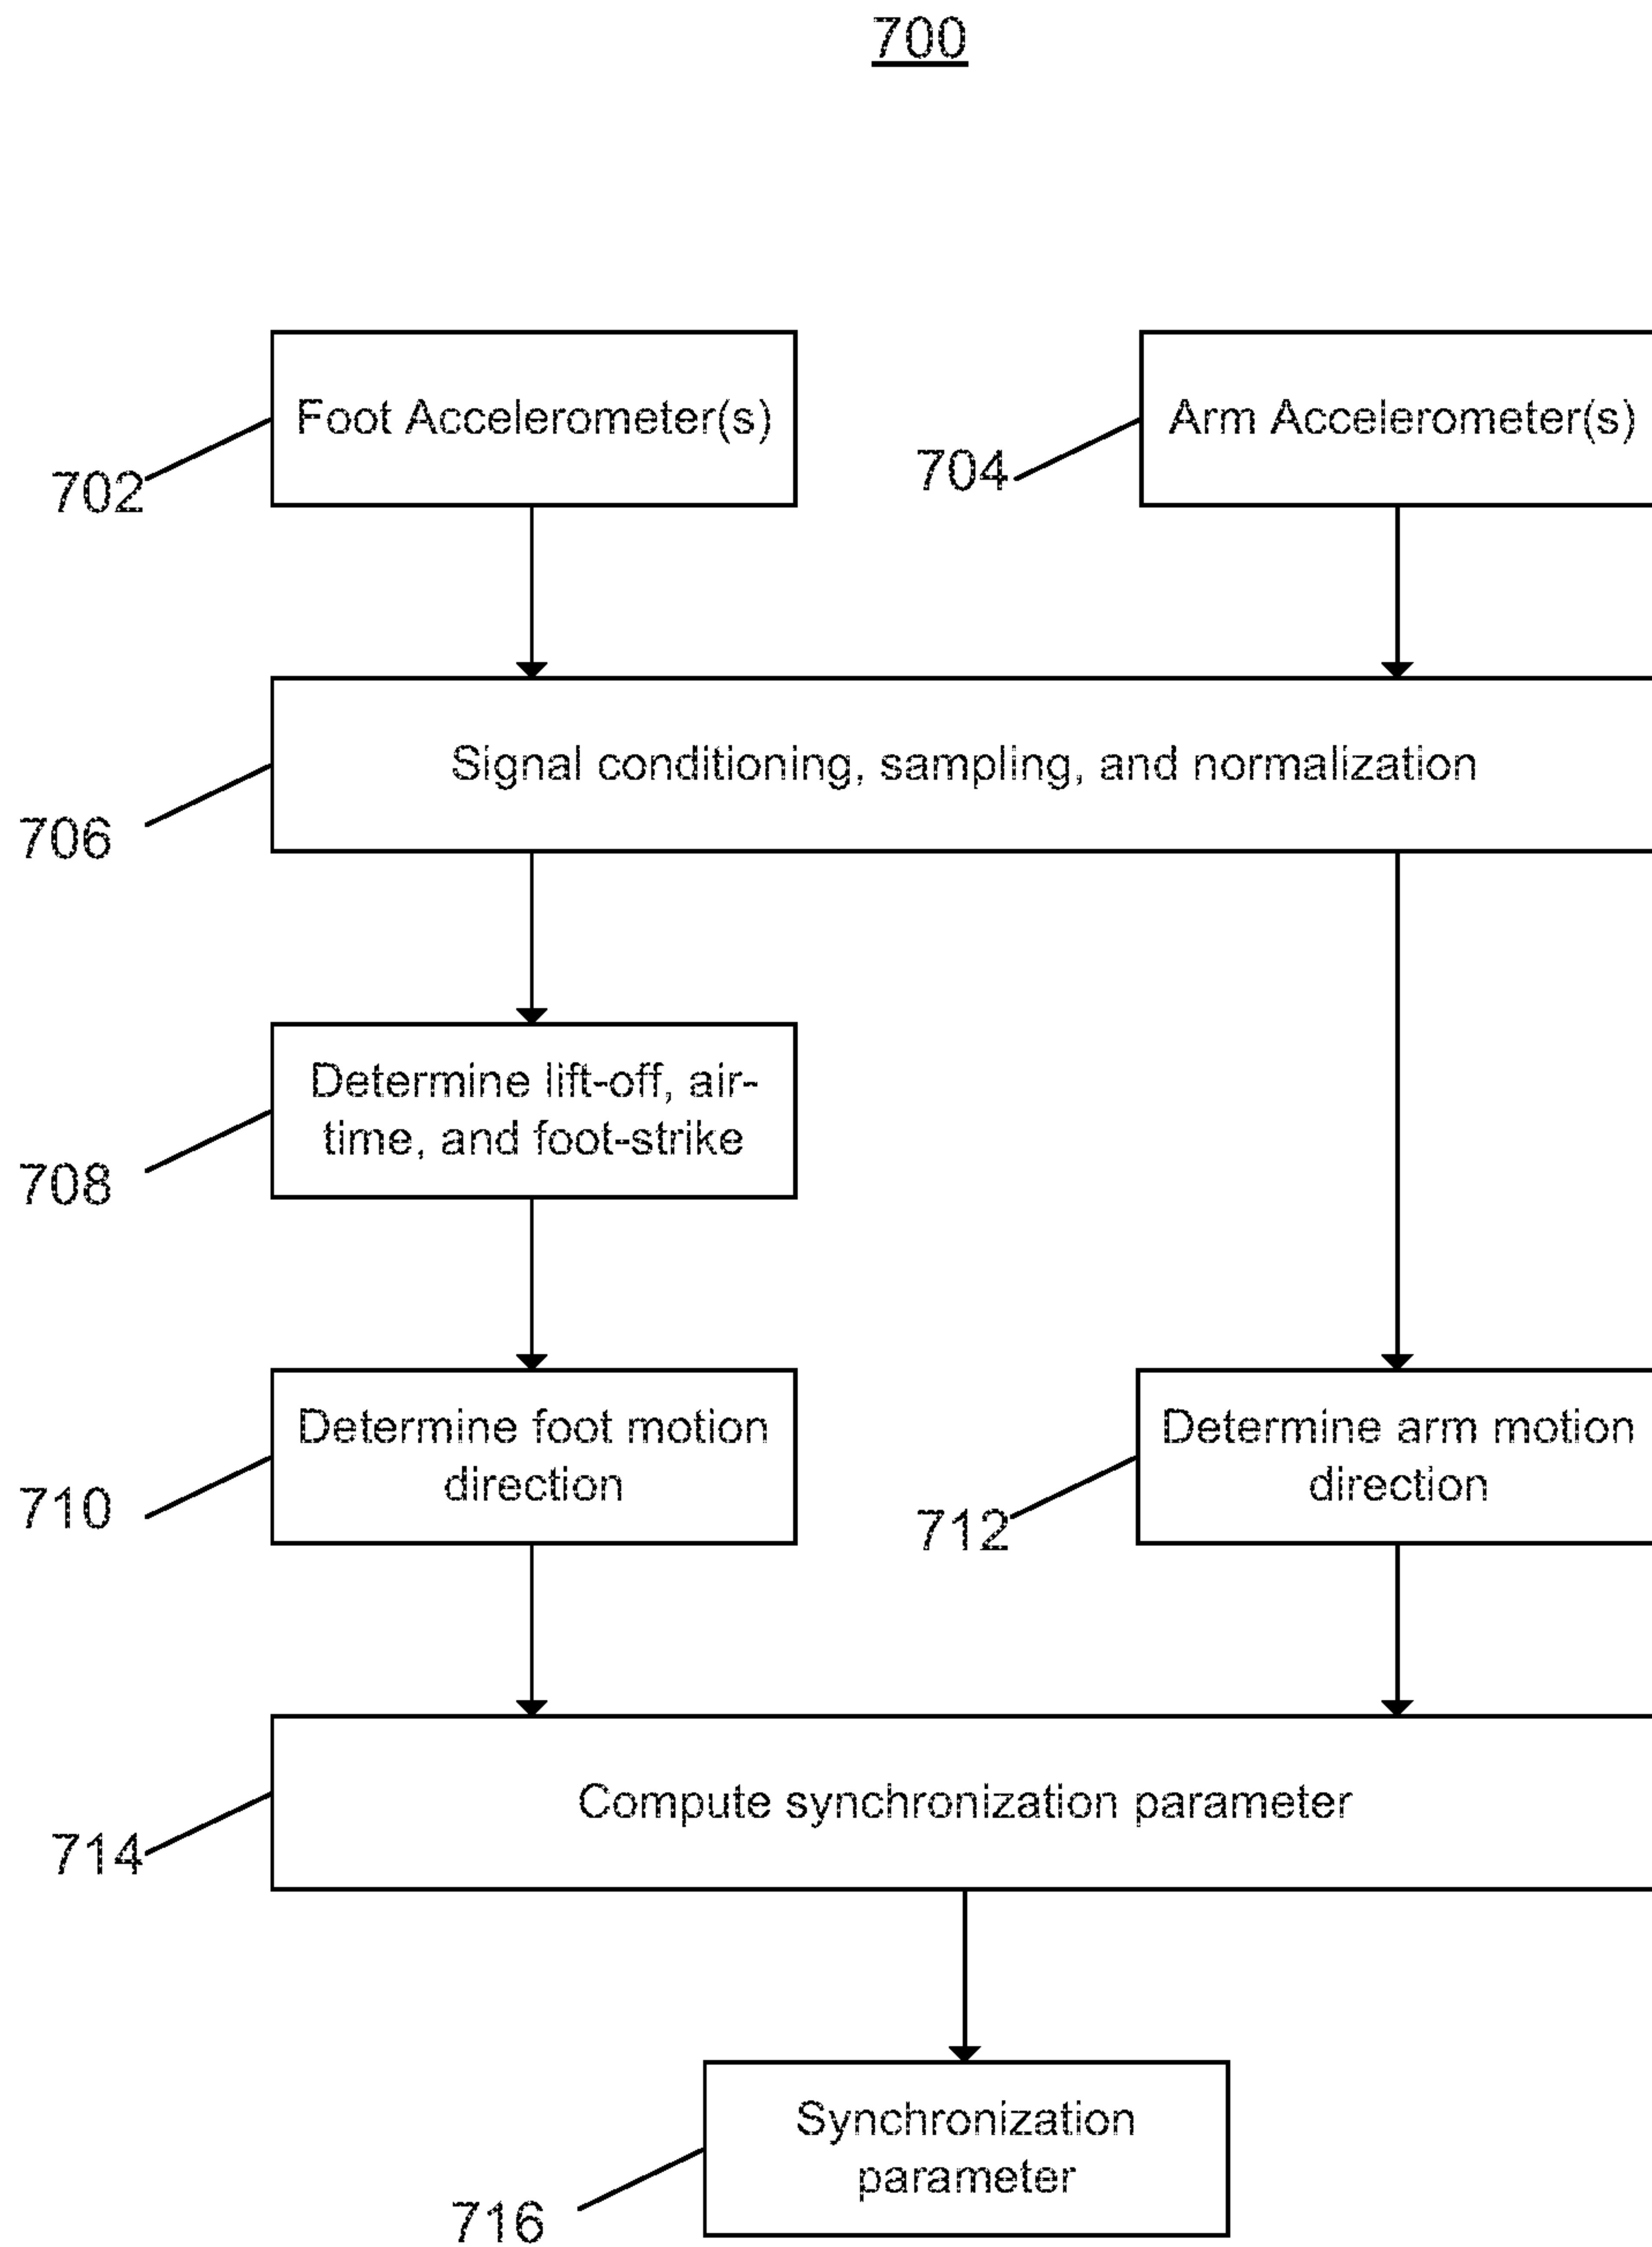 700
Foot Accelerometer(s)
Arm Accelerometer(s)
702
704
Signal conditioning, sampling, and normalization
706
Determine lift-off, air-
time, and foot-strike
708
Determine foot motion
direction
Determine arm motion
direction
710
712
Compute synchronization parameter
714
Synchronization
parameter
716